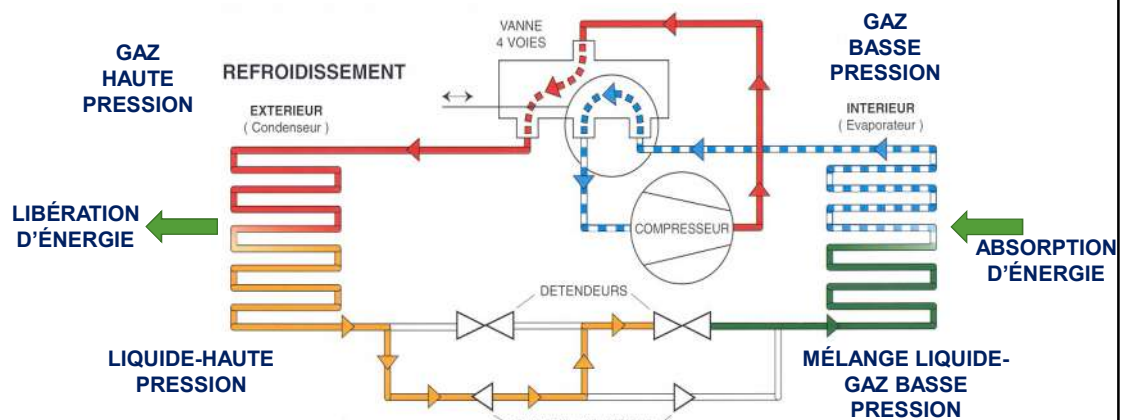 GAZ
HAUTE
PRESSION
REFROIDISSEMENT
VANNE
4 VOIES
GAZ
BASSE
PRESSION
EXTERIEUR
( Condenseur )
INTERIEUR
( Evaporateur )
LIBÉRATION
D'ÉNERGIE
COMPRESSEUR
ABSORPTION
D'ÉNERGIE
DETENDEURS
LIQUIDE-HAUTE
PRESSION
MÉLANGE LIQUIDE-
GAZ BASSE
PRESSION